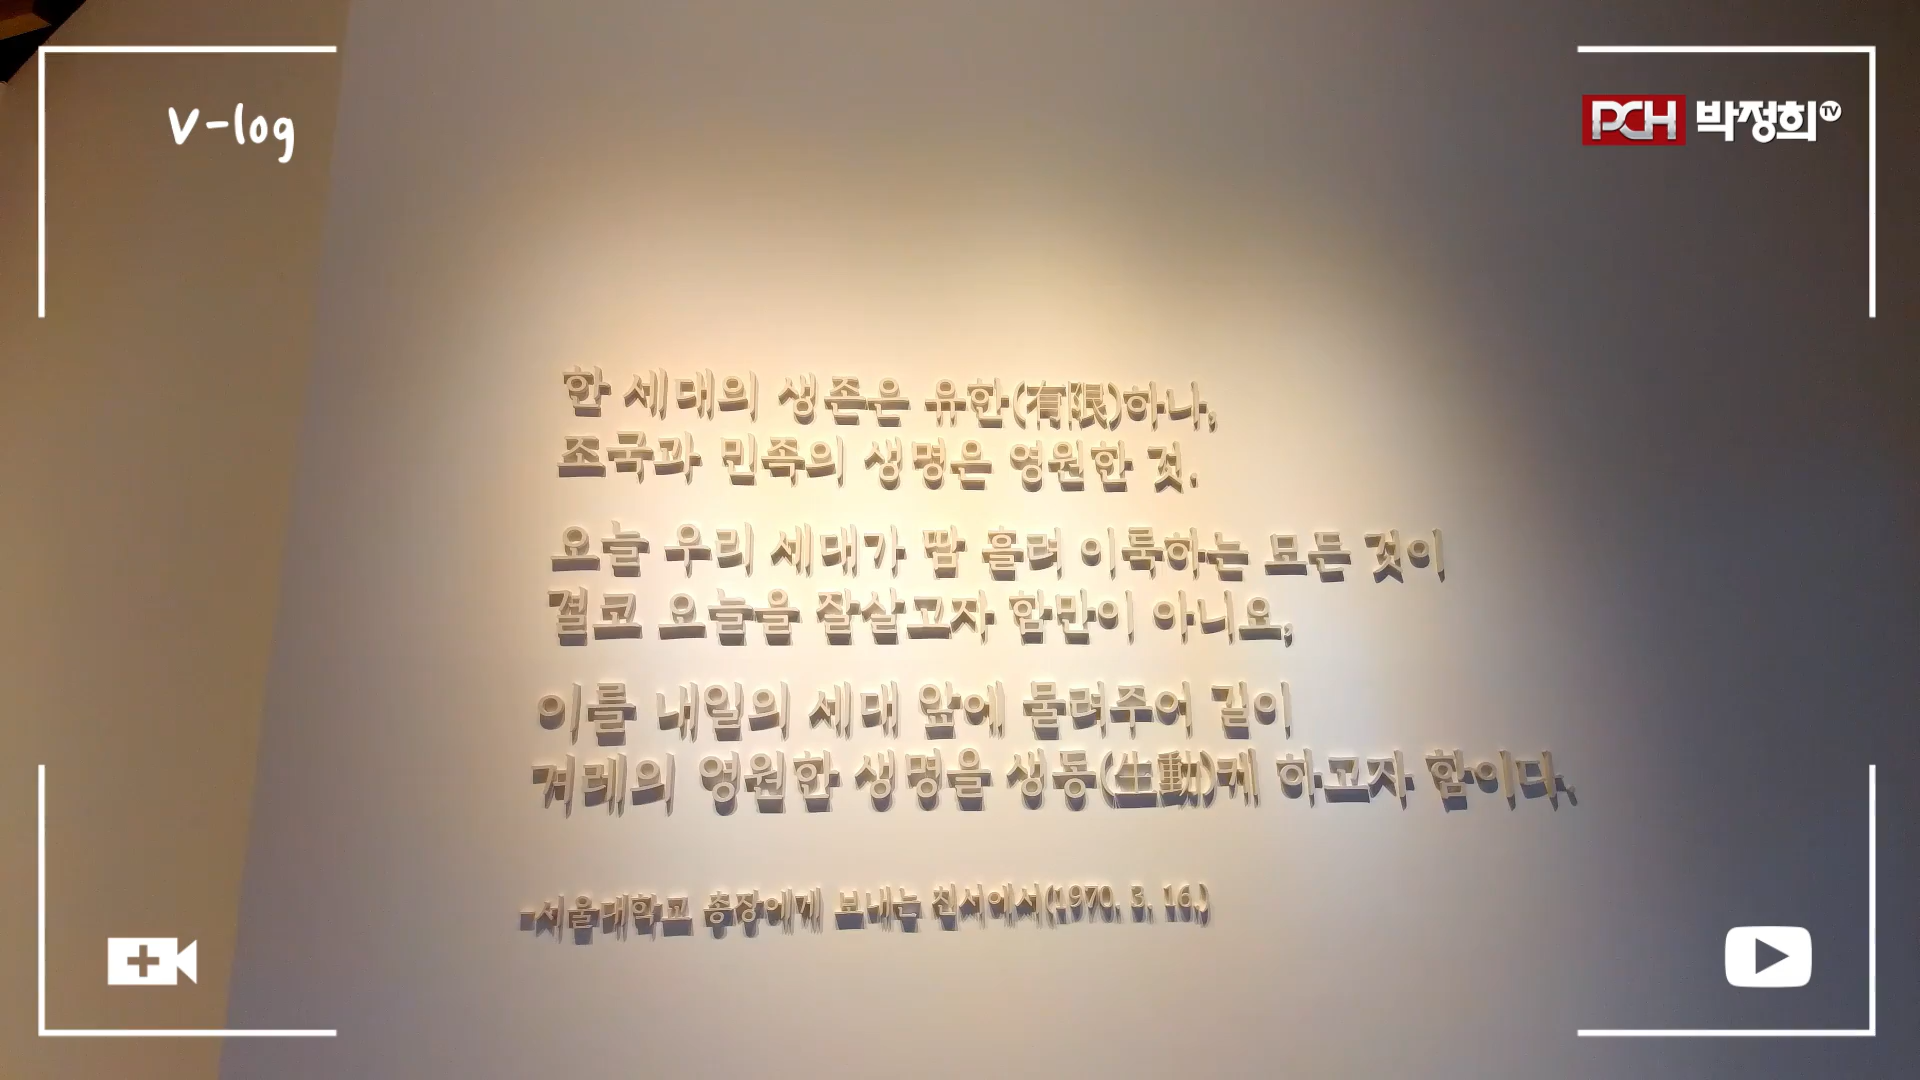 V-log
PCH 박정희TV
한 세대의 생존은 유한(有限)하나,
조국과 민족의 생명은 영원한 것.
오늘 우리 세대가 땀 흘려 이룩하는 모든 것이
결코 오늘을 잘살고자 함만이 아니오,
이를 내일의 세대 앞에 물려주어 길이
겨레의 영원한 생명을 생동(生動)케 하고자 함이다.
-서울대학교 총장에게 보내는 친서에서(1970. 3. 16.)